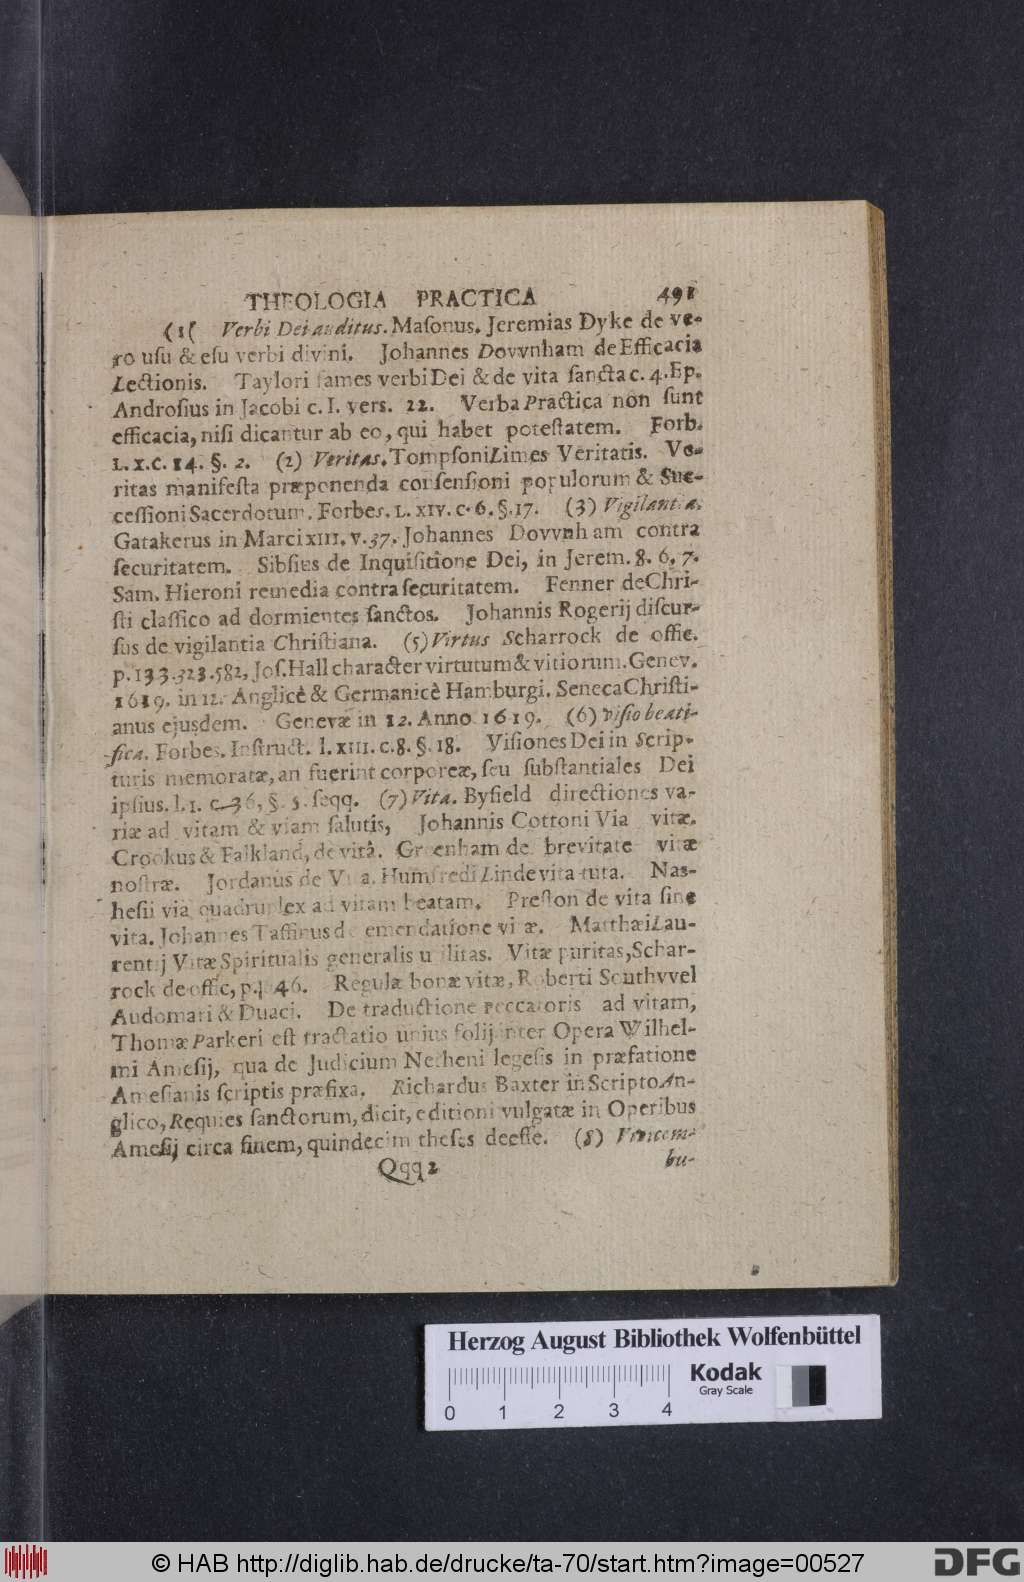 THEOLOGIA PRACTICA 491
(1( Verbi Dei auditus. Masonus. Jeremias Dyke de ve-
ro usu & esu verbi divini. Johannes Dovvnham de Efficacia
Lectionis. Taylori fames verbi Dei & de vita sancta c. 4. Ep.
Androsius in Jacobi c. I. vers. 22. Verba Practica non sunt
efficacia, nisi dicantur ab eo, qui habet potestatem. Forb.
L. X. C. 14. §. 2. (2) Veritas. Tompsoni Limes Veritatis. Ve-
ritas manifesta præponenda consensioni populorum & Suc-
cessioni Sacerdotum. Forbes. L. XIV. c. 6. §. 17. (3) Vigilantia.
Gatakerus in Marci XIII. v. 37. Johannes Dovvnham contra
securitatem. Sibsius de Inquisitione Dei, in Jerem. 8. 6, 7.
Sam. Hieroni remedia contra securitatem. Fenner de Chri-
sti classico ad dormientes sanctos. Johannis Rogerij discur-
sus de vigilantia Christiana. (5) Virtus Scharrock de offic.
p. 133. 323. 582, Jos. Hall character virtutum & vitiorum. Genev.
1619. in 12. Anglicè & Germanicè Hamburgi. Seneca Christi-
anus ejusdem. Genevæ in 12. Anno 1619. (6) Visio beati-
fica. Forbes. Instruct. l. XIII. c. 8. §. 18. Visiones Dei in Scrip-
turis memoratæ, an fuerint corporeæ, seu substantiales Dei
ipsius. l. 1. c. 36, §. 5. seqq. (7) Vita. Byfield directiones va-
riæ ad vitam & viam salutis, Johannis Cottoni Via vitæ.
Crookus & Falkland, de vitâ. Greenham de brevitate vitæ
nostræ. Jordanus de Vita. Humfredi Linde vita tuta. Nas-
hesii via quadruplex ad vitam beatam. Preston de vita sine
vita. Johannes Taffinus de emendatione vitæ. Matthæi Lau-
rentij Vitæ Spiritualis generalis utilitas. Vitæ puritas, Schar-
rock de offic, p. 46. Regulæ bonæ vitæ, Roberti Southvvel
Audomari & Duaci. De traductione peccatoris ad vitam,
Thomæ Parkeri est tractatio unius folij inter Opera Wilhel-
mi Amesij, qua de Judicium Netheni legesis in præfatione
Amesianis scriptis præfixa. Richardus Baxter in Scripto An-
glico, Requies sanctorum, dicit, editioni vulgatæ in Operibus
Amesij circa finem, quindecim theses deesse. (8)
Qqq 2 bu-
Herzog August Bibliothek Wolfenbüttel
Kodak
Gray Scale
0 1 2 3 4
© HAB http://diglib.hab.de/drucke/ta-70/start.htm?image=00527
DFG